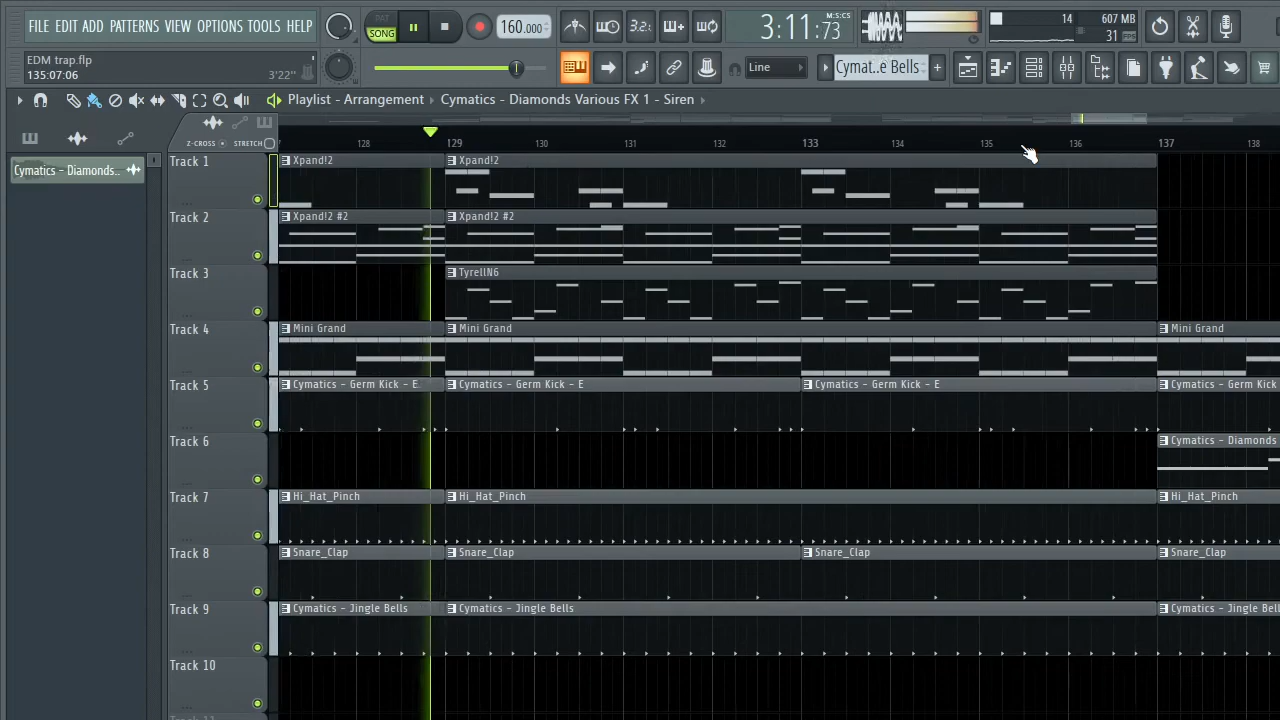 FILE EDIT ADD PATTERNS VIEW OPTIONS TOOLS HELP
PAT
SONG
160.000
3.2.
3:11:73
M:S:CS
14
607 MB
31
FPS
EDM trap.flp
135:07:06
3'22"
Line
Cymat..e Bells
Playlist - Arrangement
Cymatics - Diamonds Various FX 1 - Siren
Z-CROSS
STRETCH
128
129
130
131
132
133
134
135
136
137
138
Cymatics - Diamonds..
Track 1
Xpand!2
Xpand!2
Track 2
Xpand!2 #2
Xpand!2 #2
Track 3
TyrellN6
Track 4
Mini Grand
Mini Grand
Mini Grand
Track 5
Cymatics - Germ Kick - E
Cymatics - Germ Kick - E
Cymatics - Germ Kick - E
Cymatics - Germ Kick
Track 6
Cymatics - Diamonds
Track 7
Hi_Hat_Pinch
Hi_Hat_Pinch
Hi_Hat_Pinch
Track 8
Snare_Clap
Snare_Clap
Snare_Clap
Snare_Clap
Track 9
Cymatics - Jingle Bells
Cymatics - Jingle Bells
Cymatics - Jingle Bell
Track 10